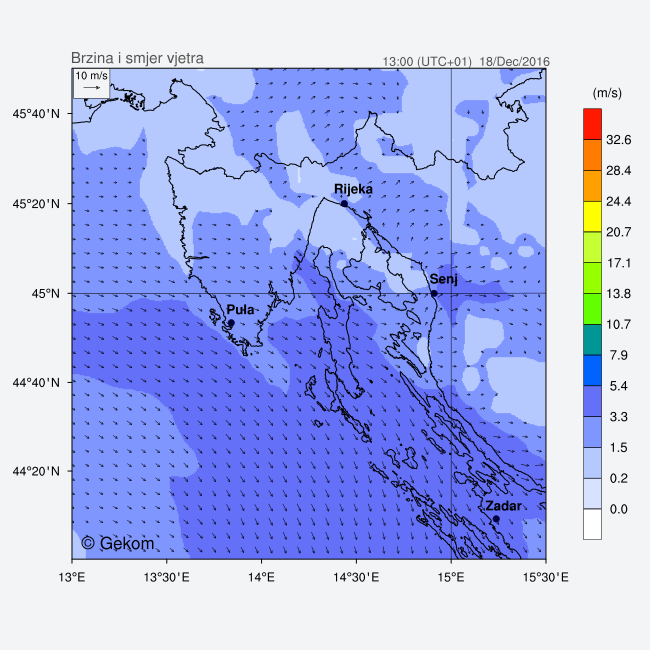 Brzina i smjer vjetra
13:00 (UTC+01) 18/Dec/2016
10 m/s
(m/s)
45°40'N
45°20'N
45°N
44°40'N
44°20'N
Rijeka
Senj
Pula
Zadar
© Gekom
13°E
13°30'E
14°E
14°30'E
15°E
15°30'E
32.6
28.4
24.4
20.7
17.1
13.8
10.7
7.9
5.4
3.3
1.5
0.2
0.0